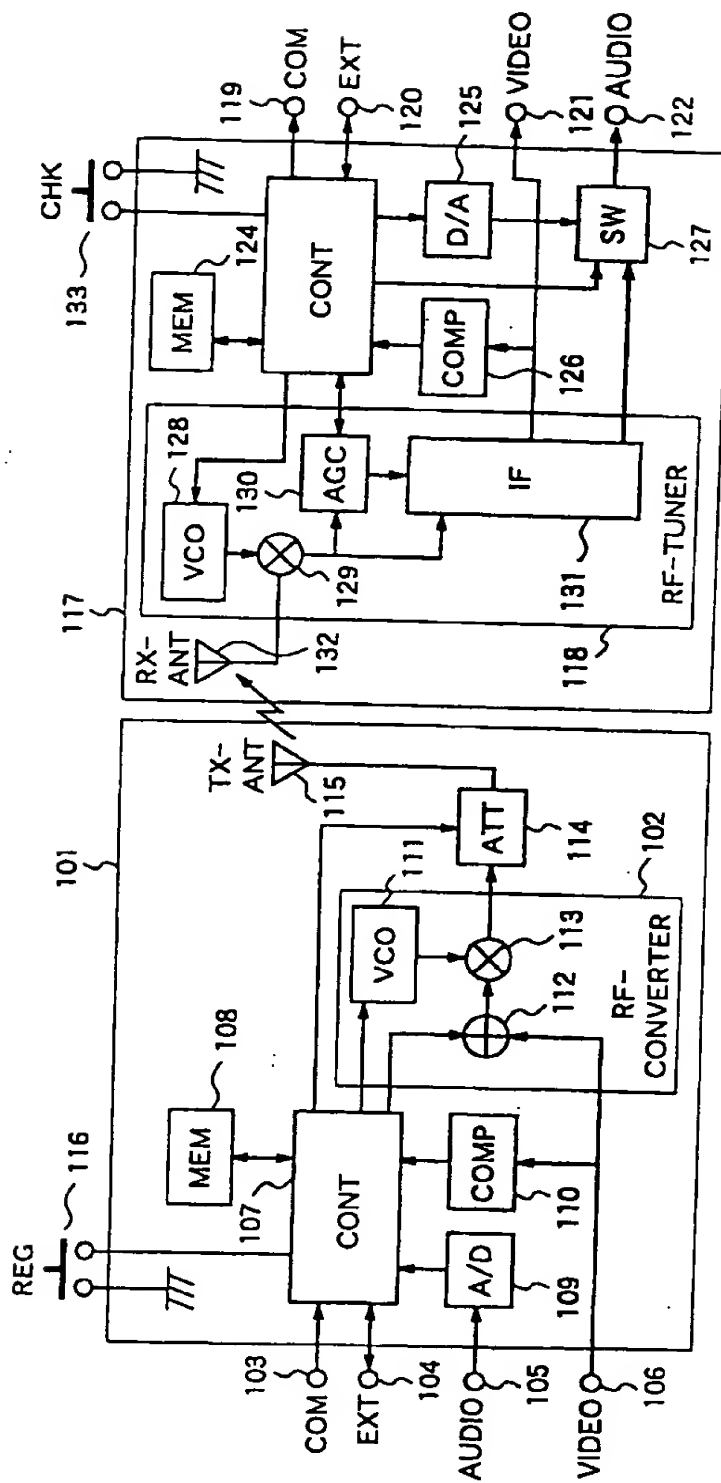 REG
116
101
MEM
108
107
CONT
COM
103
EXT
104
AUDIO
105
VIDEO
106
A/D
109
COMP
110
VCO
111
112
113
RF-
CONVERTER
102
ATT
114
TX-
ANT
115
117
RX-
ANT
132
VCO
128
129
AGC
130
IF
131
RF-TUNER
118
133
CHK
MEM
124
CONT
COMP
126
D/A
125
SW
127
119
COM
EXT
120
VIDEO
121
AUDIO
122